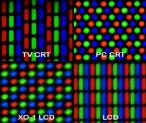 TV CRT
PC CRT
XO-1 LCD
LCD